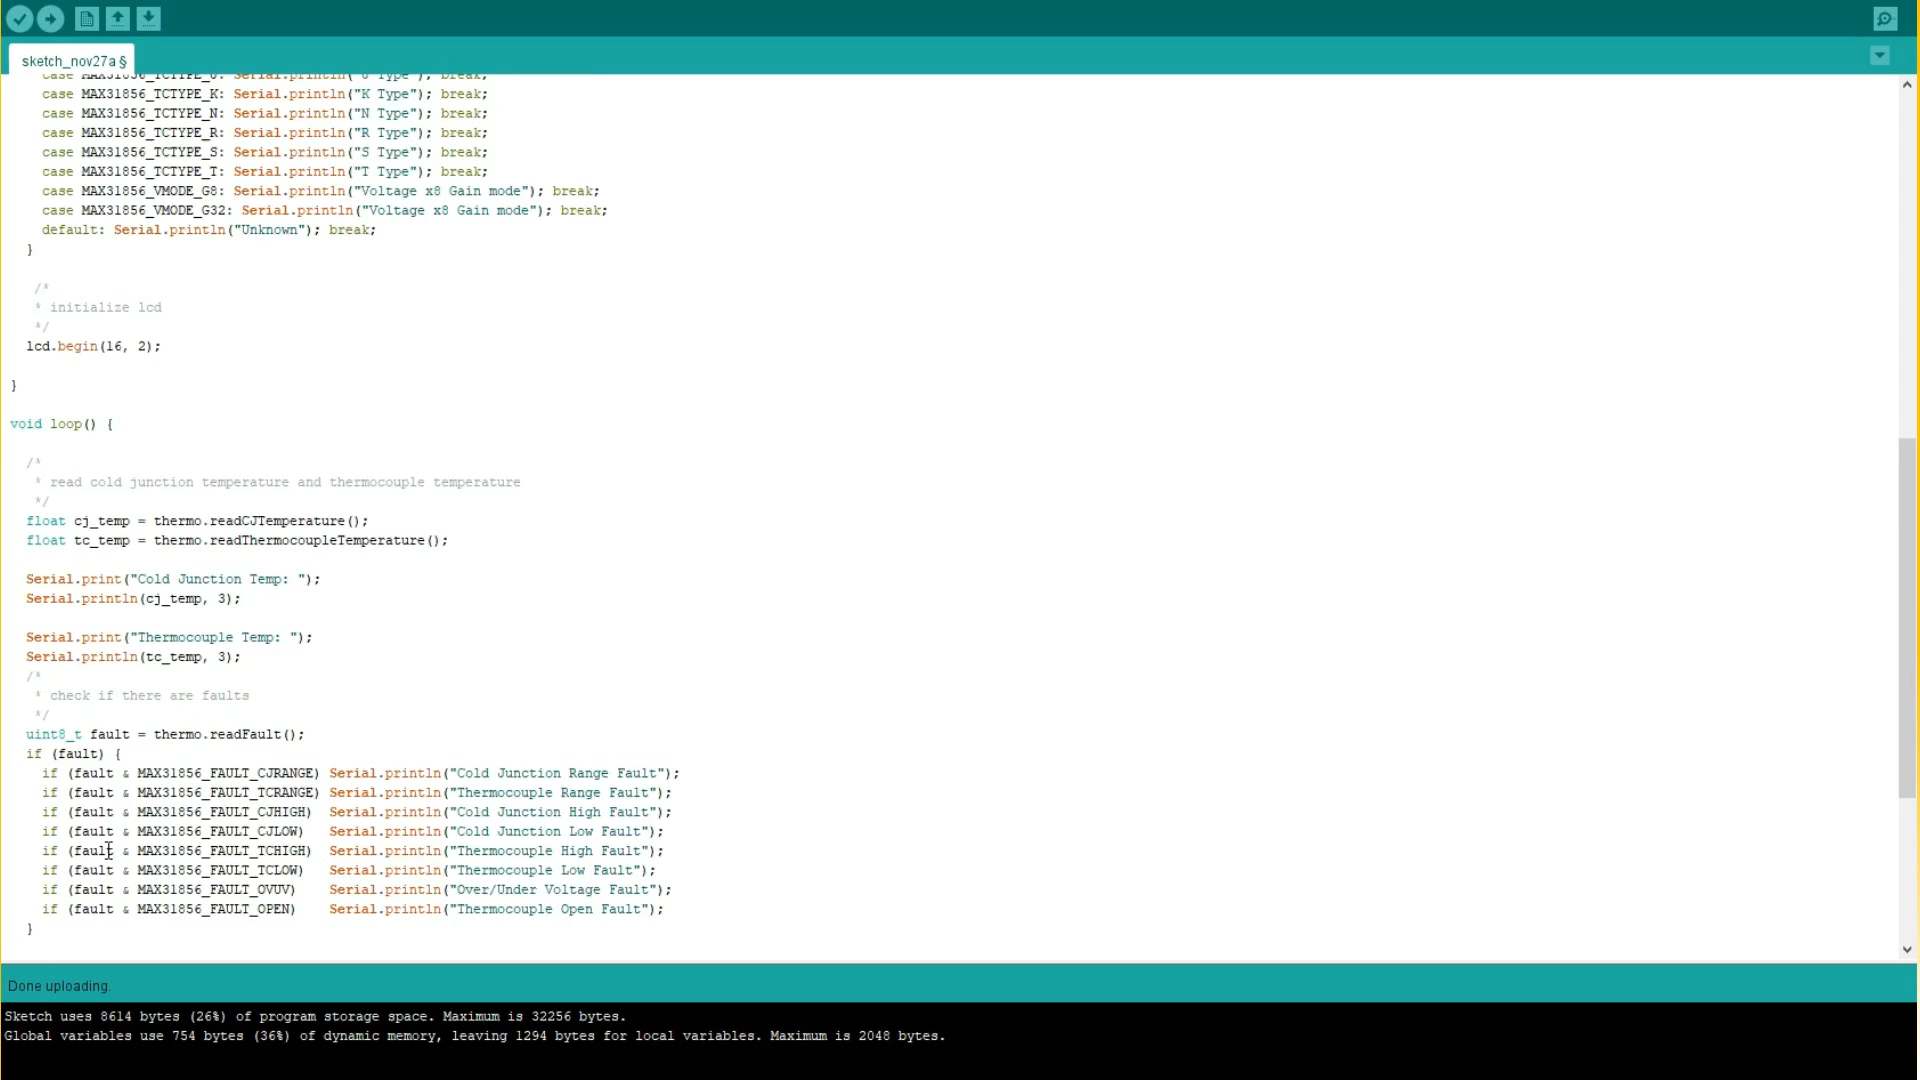 sketch_nov27a §
case MAX31856_TCTYPE_J: Serial.println("J Type"); break;
case MAX31856_TCTYPE_K: Serial.println("K Type"); break;
case MAX31856_TCTYPE_N: Serial.println("N Type"); break;
case MAX31856_TCTYPE_R: Serial.println("R Type"); break;
case MAX31856_TCTYPE_S: Serial.println("S Type"); break;
case MAX31856_TCTYPE_T: Serial.println("T Type"); break;
case MAX31856_VMODE_G8: Serial.println("Voltage x8 Gain mode"); break;
case MAX31856_VMODE_G32: Serial.println("Voltage x8 Gain mode"); break;
default: Serial.println("Unknown"); break;
}
/*
* initialize lcd
*/
lcd.begin(16, 2);
}
void loop() {
/*
* read cold junction temperature and thermocouple temperature
*/
float cj_temp = thermo.readCJTemperature();
float tc_temp = thermo.readThermocoupleTemperature();
Serial.print("Cold Junction Temp: ");
Serial.println(cj_temp, 3);
Serial.print("Thermocouple Temp: ");
Serial.println(tc_temp, 3);
/*
* check if there are faults
*/
uint8_t fault = thermo.readFault();
if (fault) {
if (fault & MAX31856_FAULT_CJRANGE) Serial.println("Cold Junction Range Fault");
if (fault & MAX31856_FAULT_TCRANGE) Serial.println("Thermocouple Range Fault");
if (fault & MAX31856_FAULT_CJHIGH) Serial.println("Cold Junction High Fault");
if (fault & MAX31856_FAULT_CJLOW) Serial.println("Cold Junction Low Fault");
if (fault & MAX31856_FAULT_TCHIGH) Serial.println("Thermocouple High Fault");
if (fault & MAX31856_FAULT_TCLOW) Serial.println("Thermocouple Low Fault");
if (fault & MAX31856_FAULT_OVUV) Serial.println("Over/Under Voltage Fault");
if (fault & MAX31856_FAULT_OPEN) Serial.println("Thermocouple Open Fault");
}
Done uploading.
Sketch uses 8614 bytes (26%) of program storage space. Maximum is 32256 bytes.
Global variables use 754 bytes (36%) of dynamic memory, leaving 1294 bytes for local variables. Maximum is 2048 bytes.